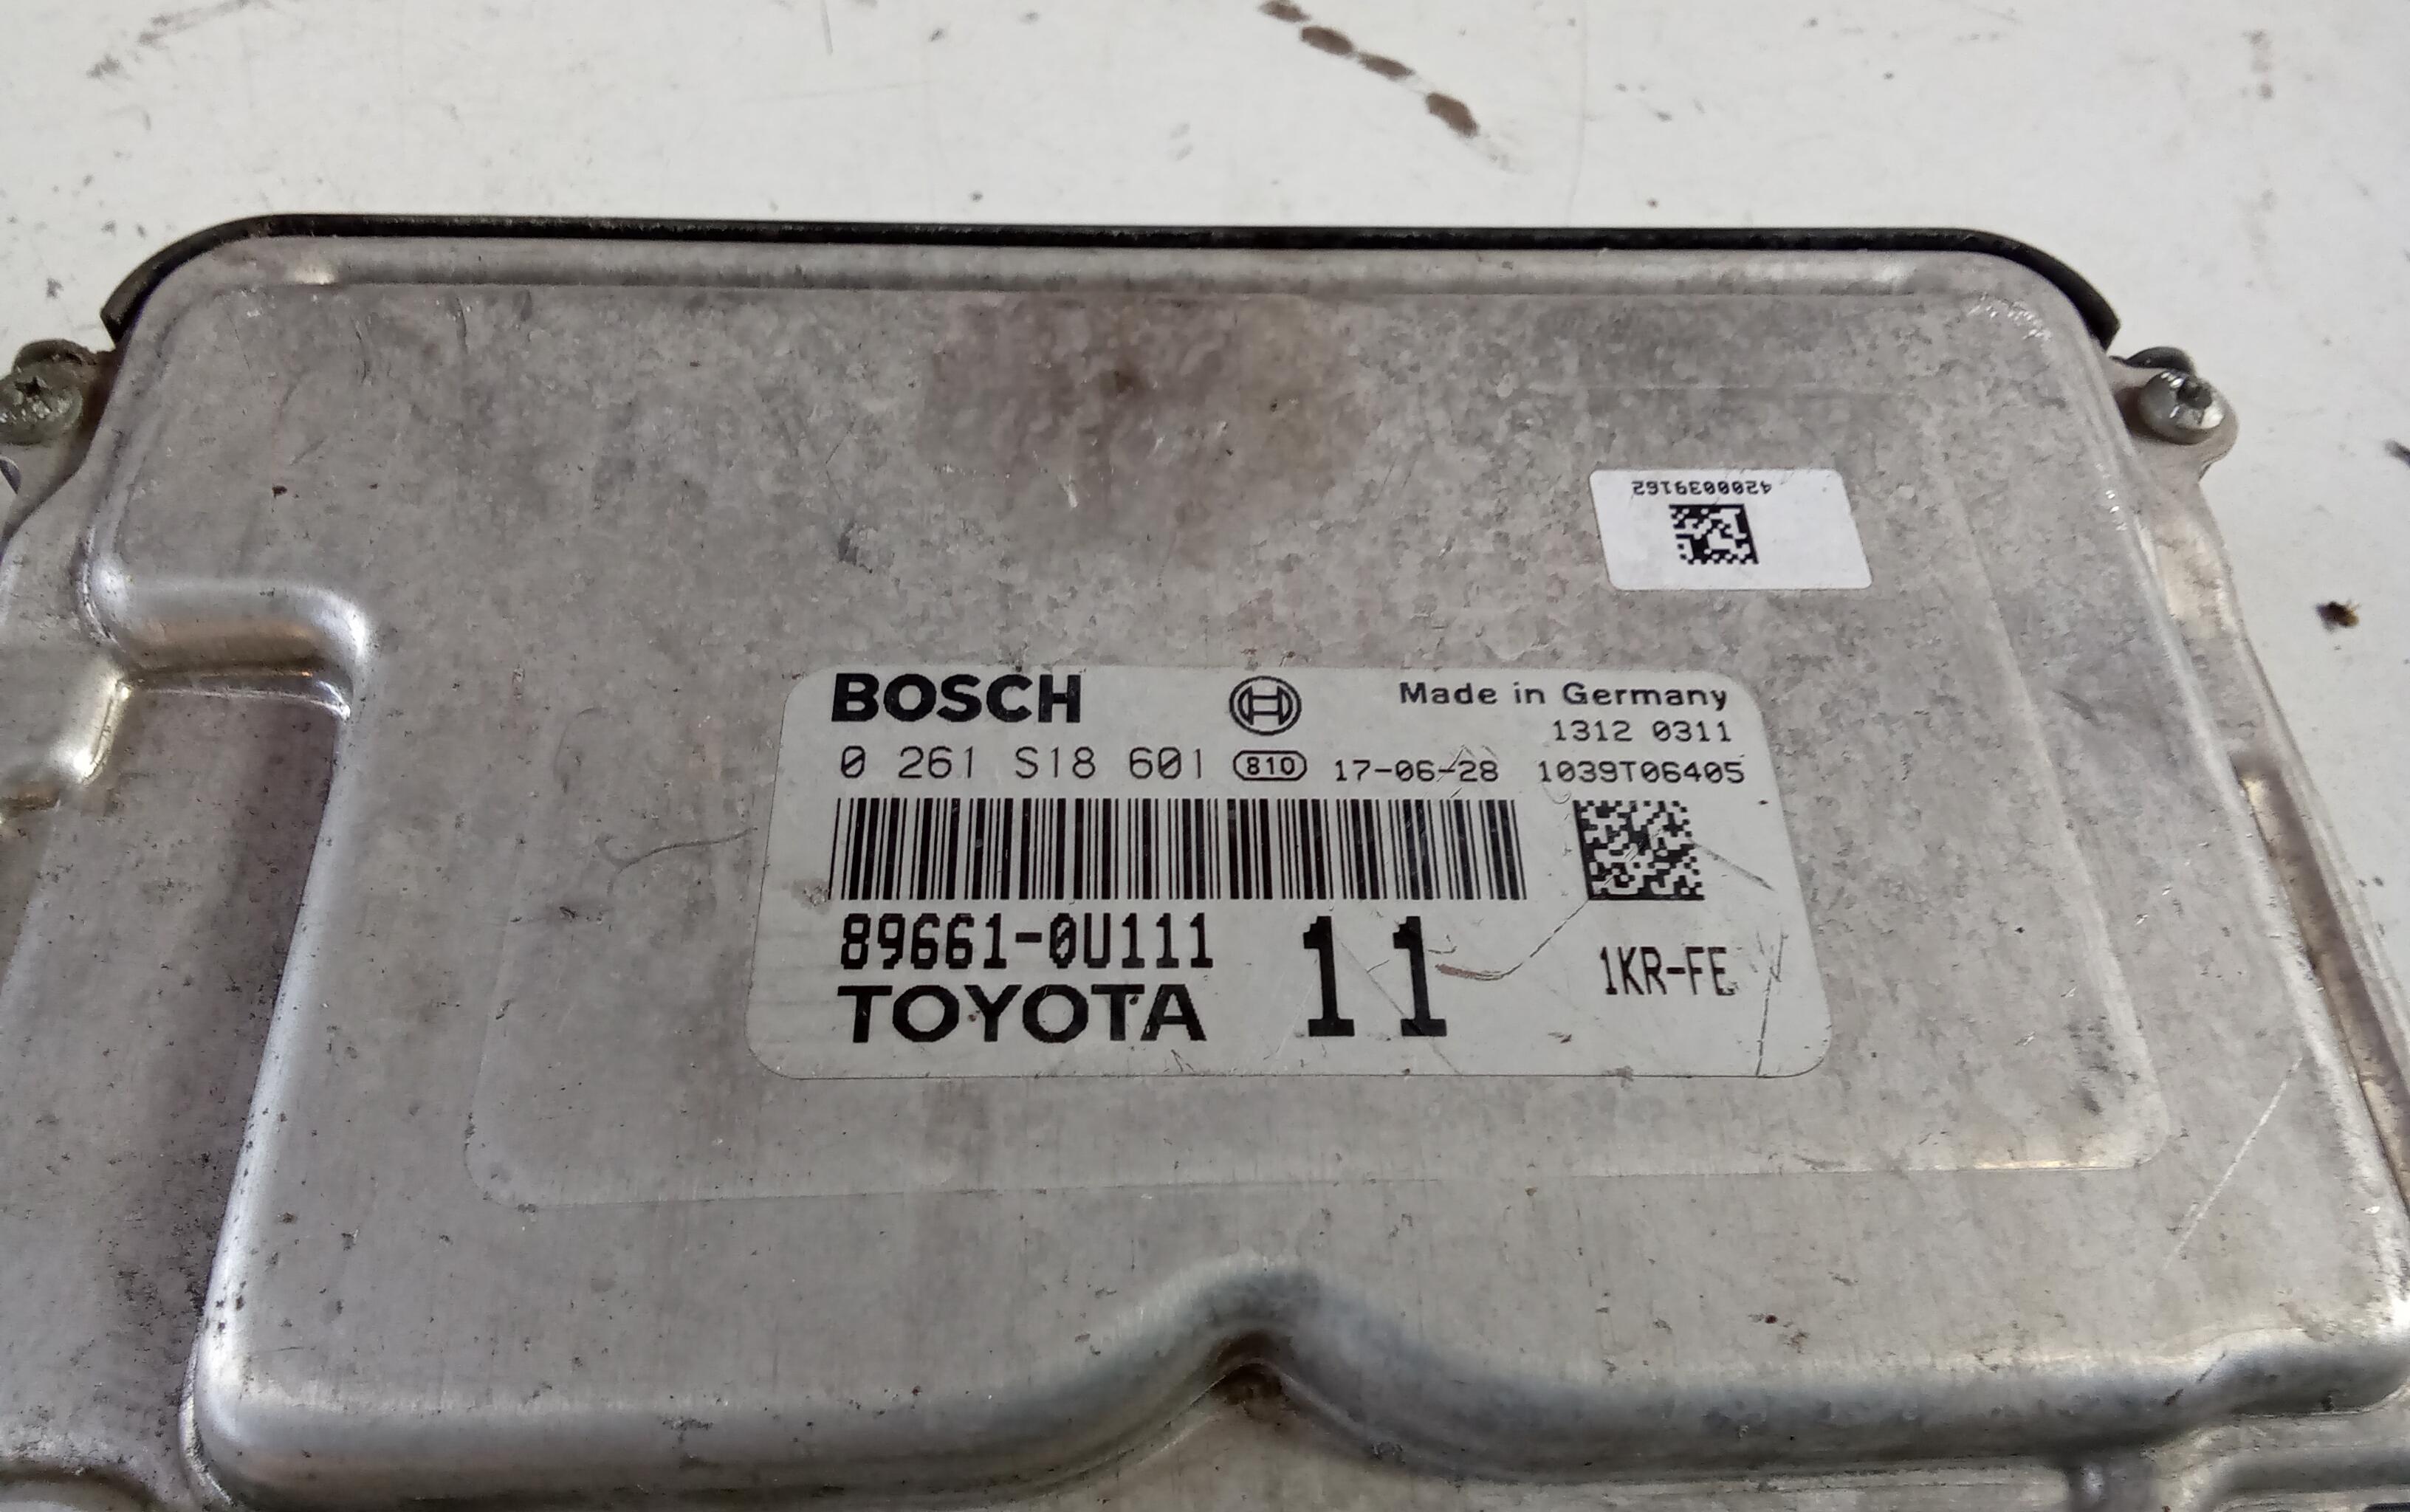 4200039162
BOSCH Made in Germany
1312 0311
0 261 S18 601 810 17-06-28 1039T06405
89661-0U111 11 1KR-FE
TOYOTA